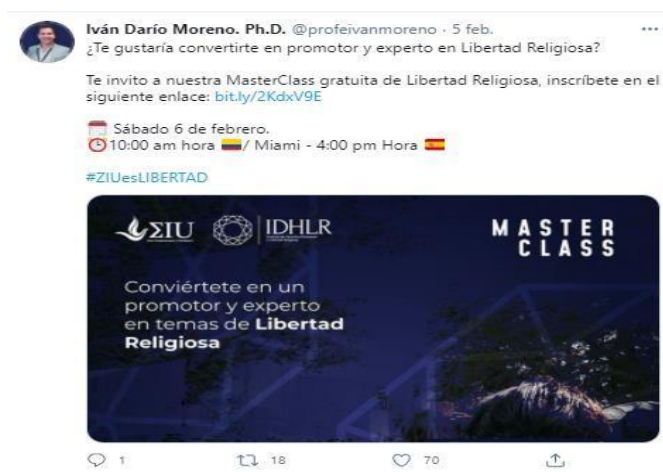 Iván Darío Moreno. Ph.D. @profeivanmoreno · 5 feb.
¿Te gustaría convertirte en promotor y experto en Libertad Religiosa?
Te invito a nuestra MasterClass gratuita de Libertad Religiosa, inscríbete en el
siguiente enlace: bit.ly/2KdxV9E
Sábado 6 de febrero.
10:00 am hora / Miami - 4:00 pm Hora
#ZIUesLIBERTAD
ΣIU IDHLR
MASTER
CLASS
Conviértete en un
promotor y experto
en temas de Libertad
Religiosa
1 18 70